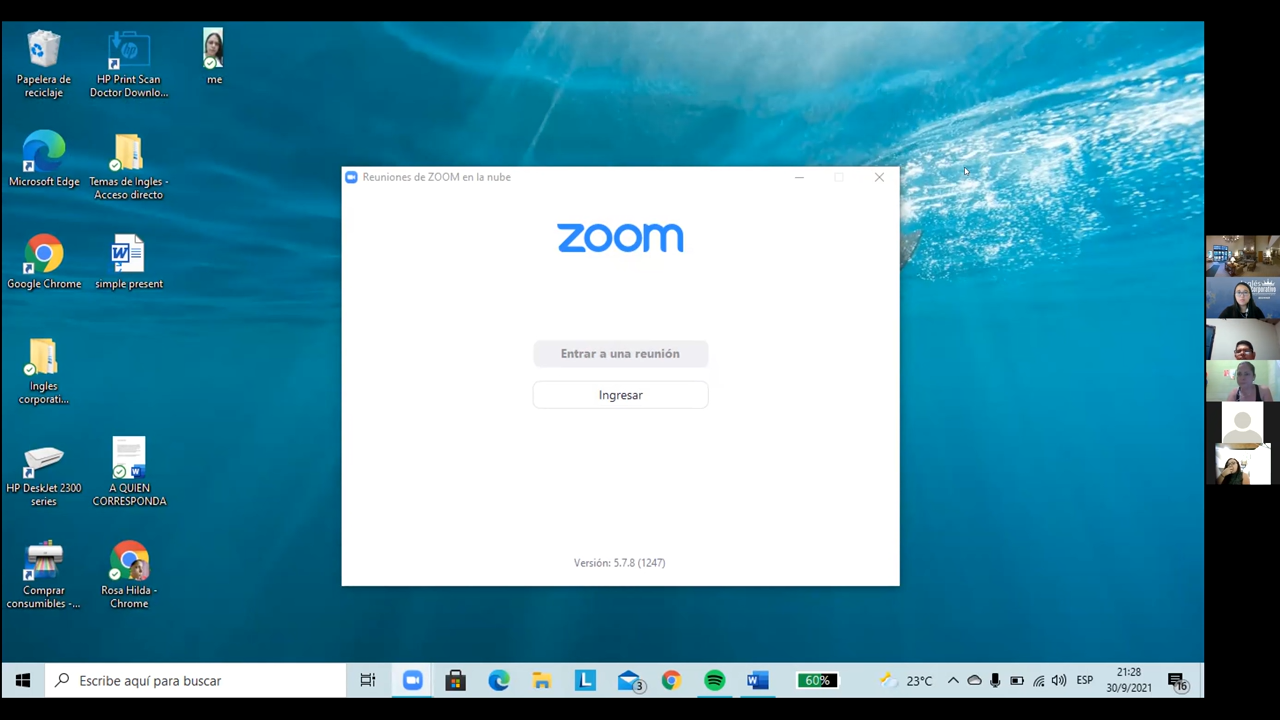 Papelera de
reciclaje
HP Print Scan
Doctor Downlo...
me
Microsoft Edge
Temas de Ingles -
Acceso directo
Google Chrome
simple present
Ingles
corporati...
HP DeskJet 2300
series
A QUIEN
CORRESPONDA
Comprar
consumibles -...
Rosa Hilda -
Chrome
Reuniones de ZOOM en la nube
zoom
Entrar a una reunión
Ingresar
Versión: 5.7.8 (1247)
Escribe aquí para buscar
3
60%
23°C
ESP
21:28
30/9/2021
16